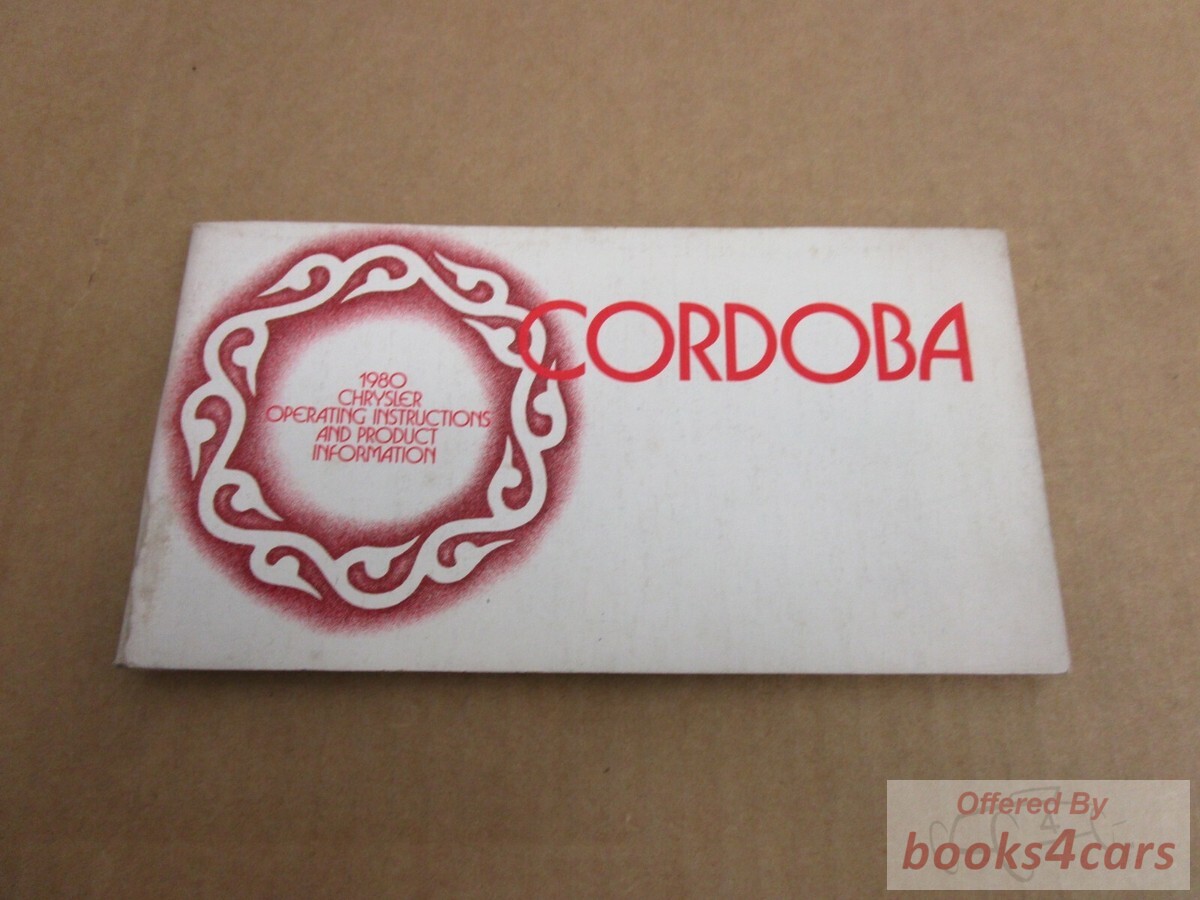 CORDOBA
1980
CHRYSLER
OPERATING INSTRUCTIONS
AND PRODUCT
INFORMATION
Offered By
books4cars